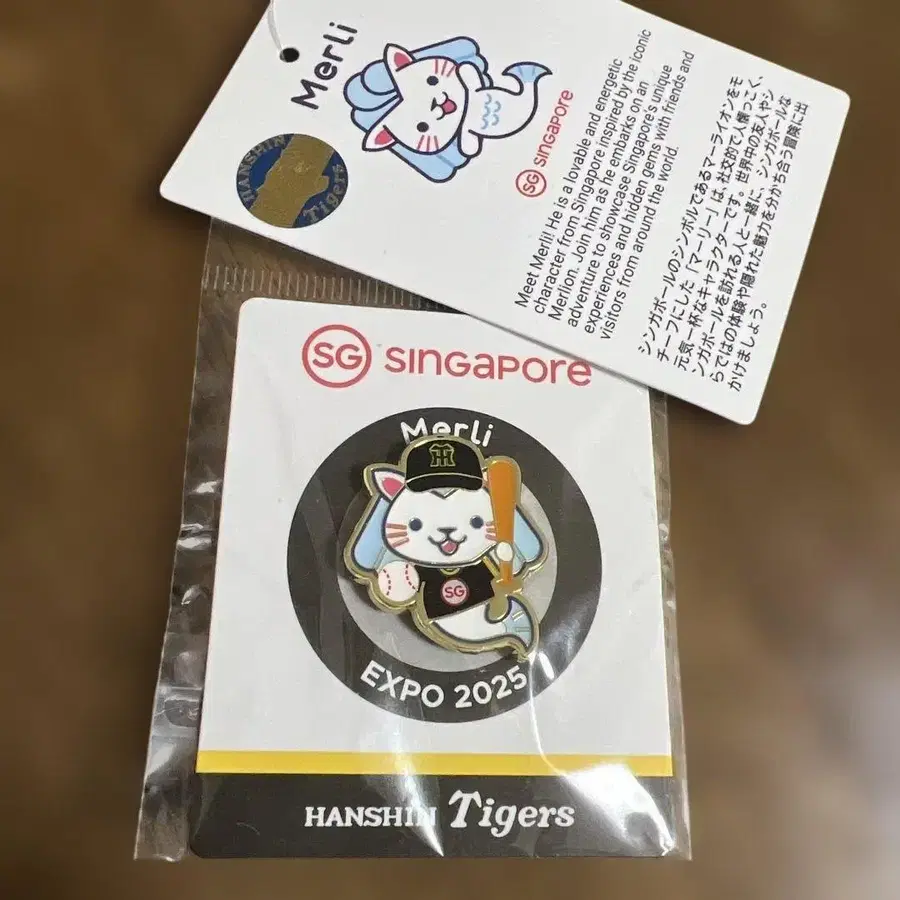 Merli
HANSHIN
Tigers
SG SINGAPORE
Meet Merli! He is a lovable and energetic
character from Singapore inspired by the iconic
Merlion. Join him as he embarks on an
adventure to showcase Singapore's unique
experiences and hidden gems with friends and
visitors from around the world.
シンガポールのシンボルであるマーライオンをモ
チーフにした「マーリー」は、社交的で人懐っこく、
元気一杯なキャラクターです。世界中の友人やシ
ンガポールを訪れる人と一緒に、シンガポールな
らではの体験や隠れた魅力を分かち合う冒険に出
かけましょう。
SG SINGAPORE
Merli
HT
SG
EXPO 2025
HANSHIN Tigers